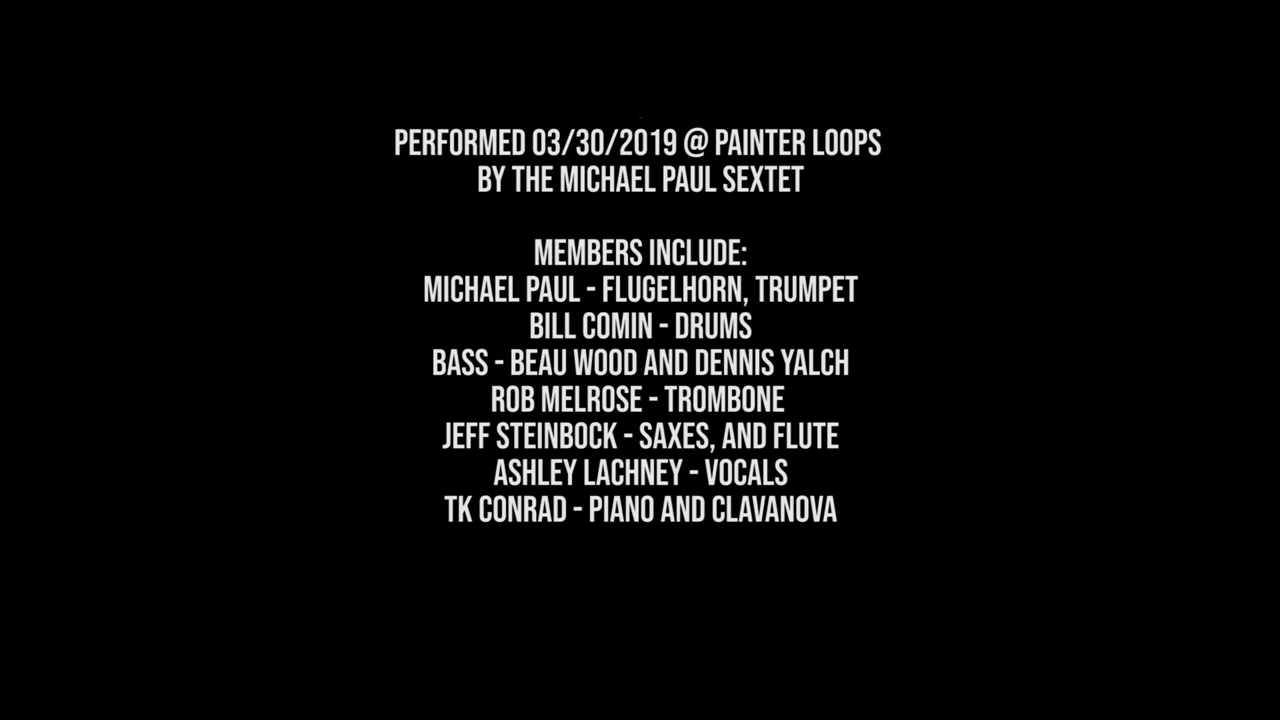 PERFORMED 03/30/2019 @ PAINTER LOOPS
BY THE MICHAEL PAUL SEXTET
MEMBERS INCLUDE:
MICHAEL PAUL - FLUGELHORN, TRUMPET
BILL COMIN - DRUMS
BASS - BEAU WOOD AND DENNIS YALCH
ROB MELROSE - TROMBONE
JEFF STEINBOCK - SAXES, AND FLUTE
ASHLEY LACHNEY - VOCALS
TK CONRAD - PIANO AND CLAVANOVA